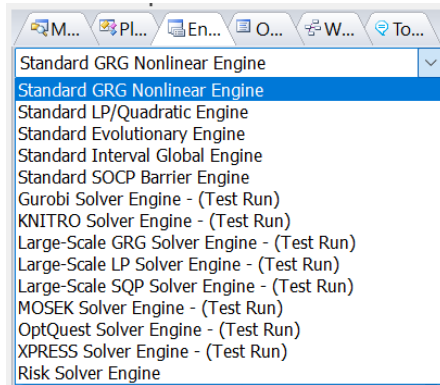 M... Pl... En... O... W... To...
Standard GRG Nonlinear Engine
Standard GRG Nonlinear Engine
Standard LP/Quadratic Engine
Standard Evolutionary Engine
Standard Interval Global Engine
Standard SOCP Barrier Engine
Gurobi Solver Engine - (Test Run)
KNITRO Solver Engine - (Test Run)
Large-Scale GRG Solver Engine - (Test Run)
Large-Scale LP Solver Engine - (Test Run)
Large-Scale SQP Solver Engine - (Test Run)
MOSEK Solver Engine - (Test Run)
OptQuest Solver Engine - (Test Run)
XPRESS Solver Engine - (Test Run)
Risk Solver Engine